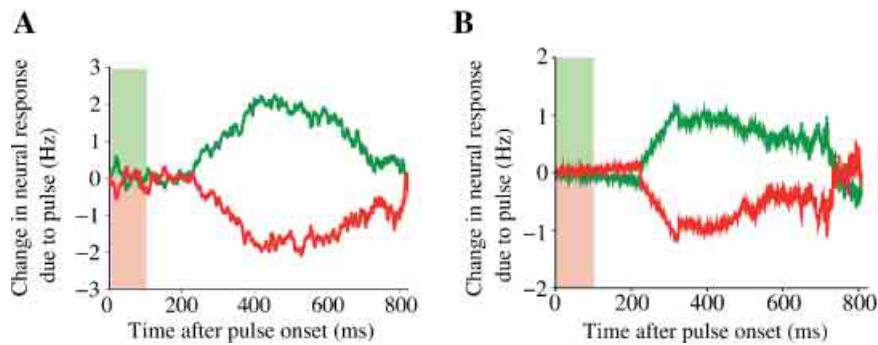 A
Change in neural response
due to pulse (Hz)
3
2
1
0
−1
−2
−3
0
200
400
600
800
Time after pulse onset (ms)
B
Change in neural response
due to pulse (Hz)
2
1
0
−1
−2
0
200
400
600
800
Time after pulse onset (ms)